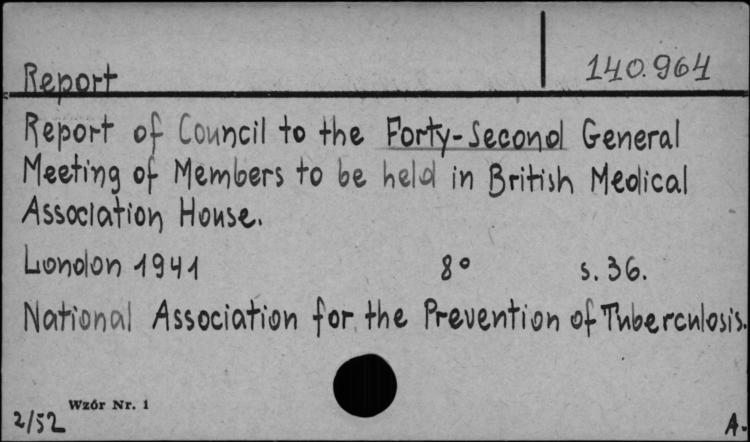 Report
140.964
Report of Council to the Forty-Second General
Meeting of Members to be held in British Medical
Association House.
London 1941 8° s. 36.
National Association for the Prevention of Tuberculosis.
Wzór Nr. 1
2/52
A.